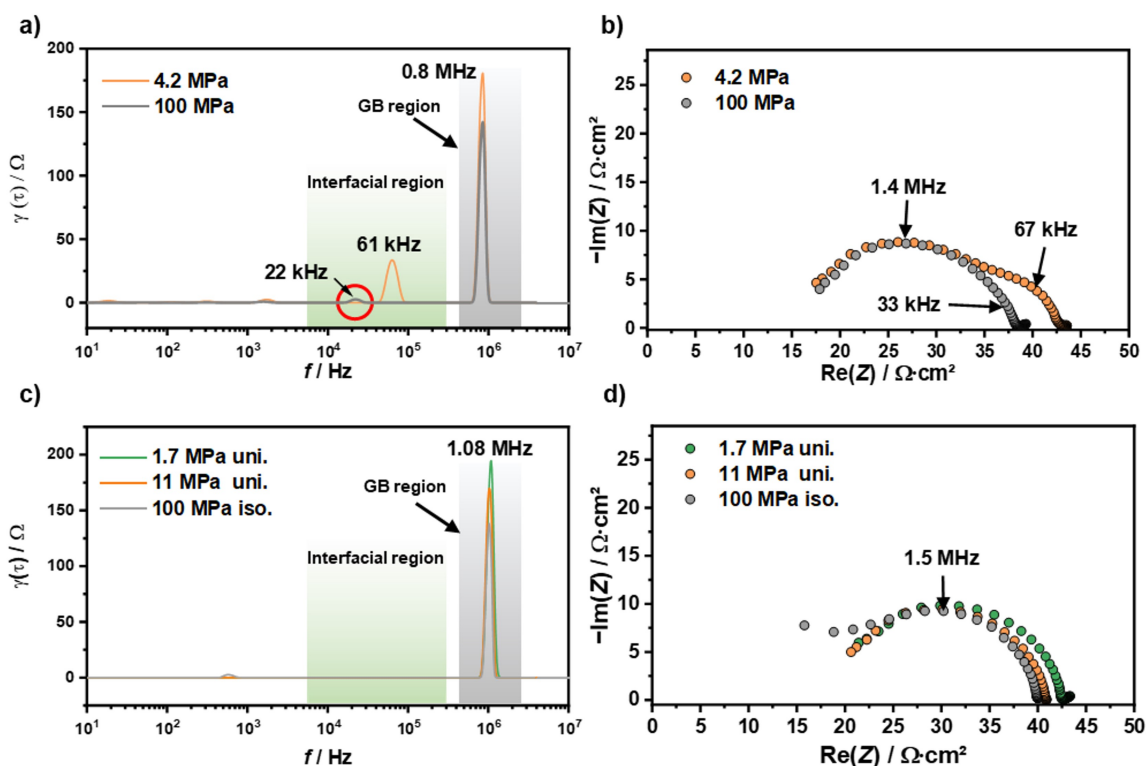 a)
200
150
100
50
0
γ (τ) / Ω
4.2 MPa
100 MPa
0.8 MHz
GB region
Interfacial region
61 kHz
22 kHz
10¹ 10² 10³ 10⁴ 10⁵ 10⁶ 10⁷
f / Hz
b)
25
20
15
10
5
0
−Im(Z) / Ω·cm²
4.2 MPa
100 MPa
1.4 MHz
67 kHz
33 kHz
0 5 10 15 20 25 30 35 40 45 50
Re(Z) / Ω·cm²
c)
200
150
100
50
0
γ(τ) / Ω
1.7 MPa uni.
11 MPa uni.
100 MPa iso.
1.08 MHz
GB region
Interfacial region
10¹ 10² 10³ 10⁴ 10⁵ 10⁶ 10⁷
f / Hz
d)
25
20
15
10
5
0
−Im(Z) / Ω·cm²
1.7 MPa uni.
11 MPa uni.
100 MPa iso.
1.5 MHz
0 5 10 15 20 25 30 35 40 45 50
Re(Z) / Ω·cm²